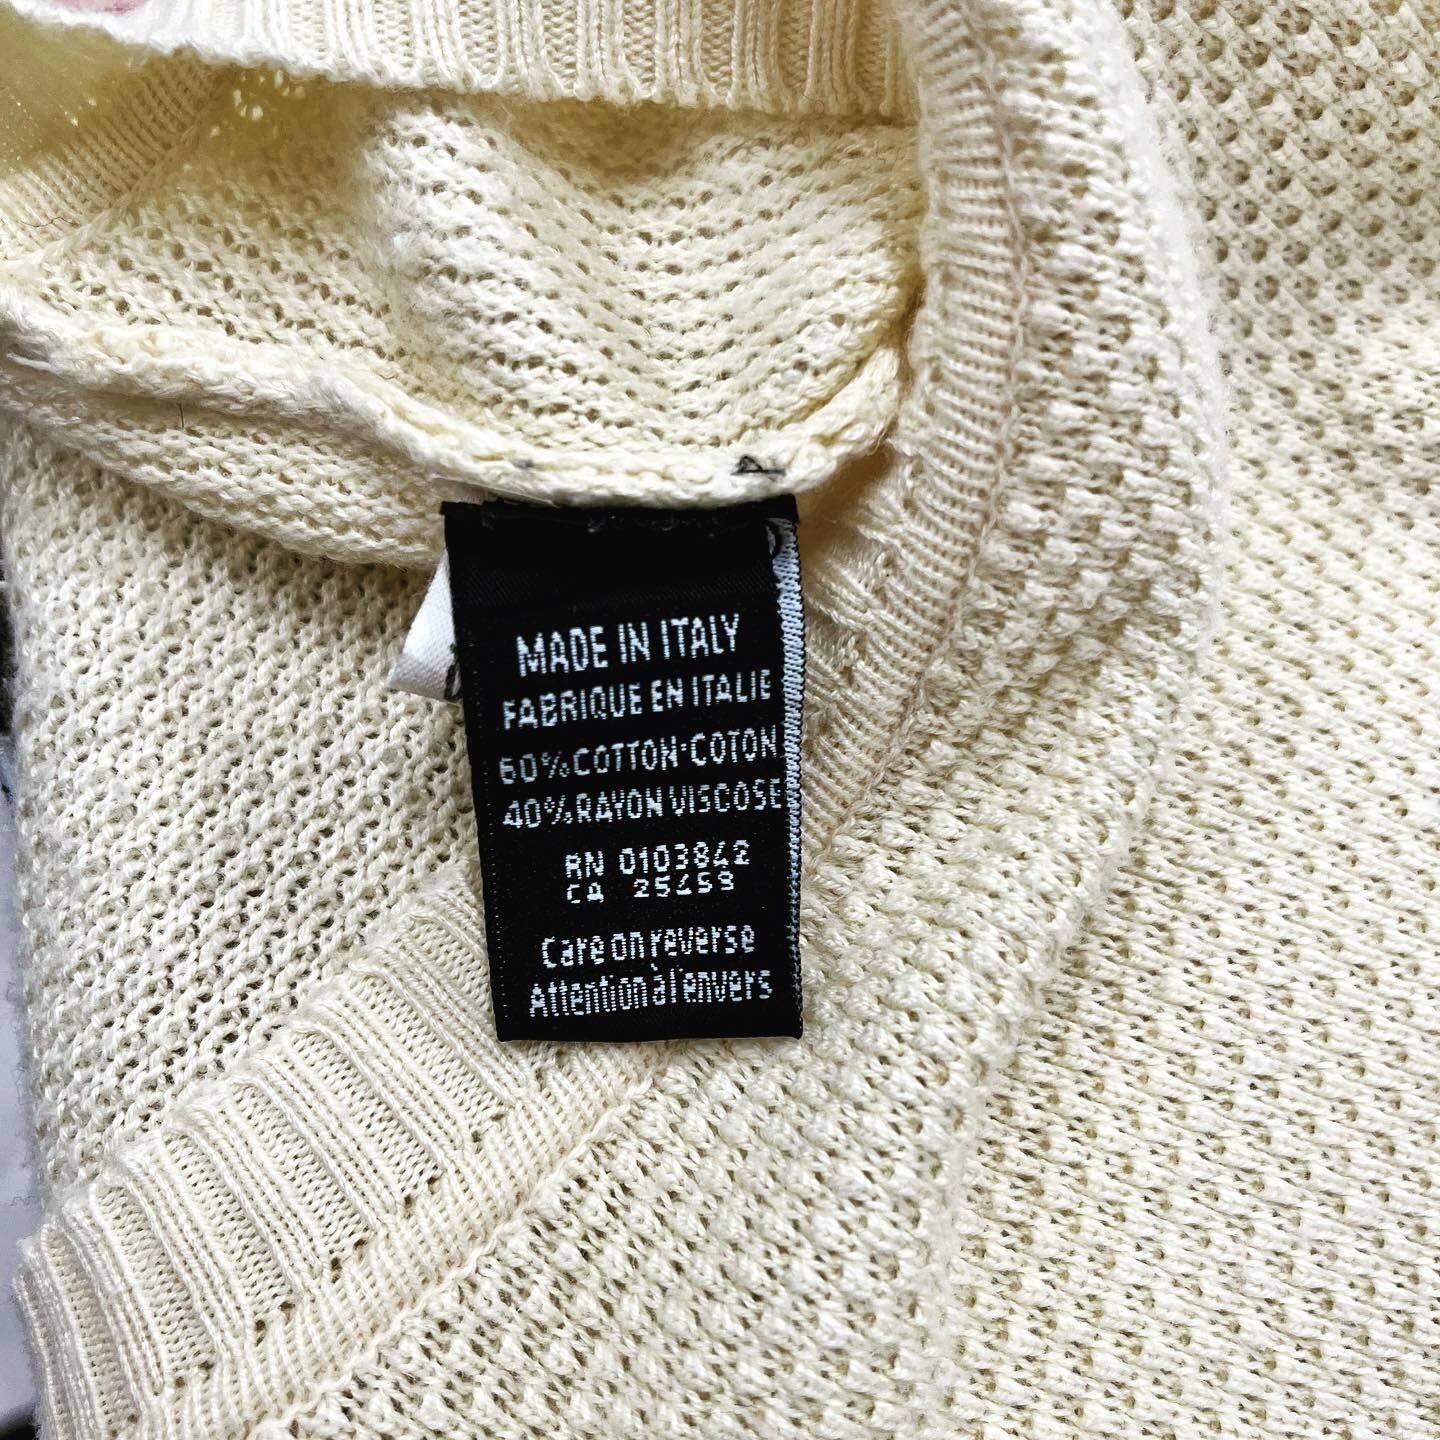 MADE IN ITALY
FABRIQUE EN ITALIE
60% COTTON·COTON
40% RAYON VISCOSE
RN 0103842
CA 25459
Care on reverse
Attention à l'envers